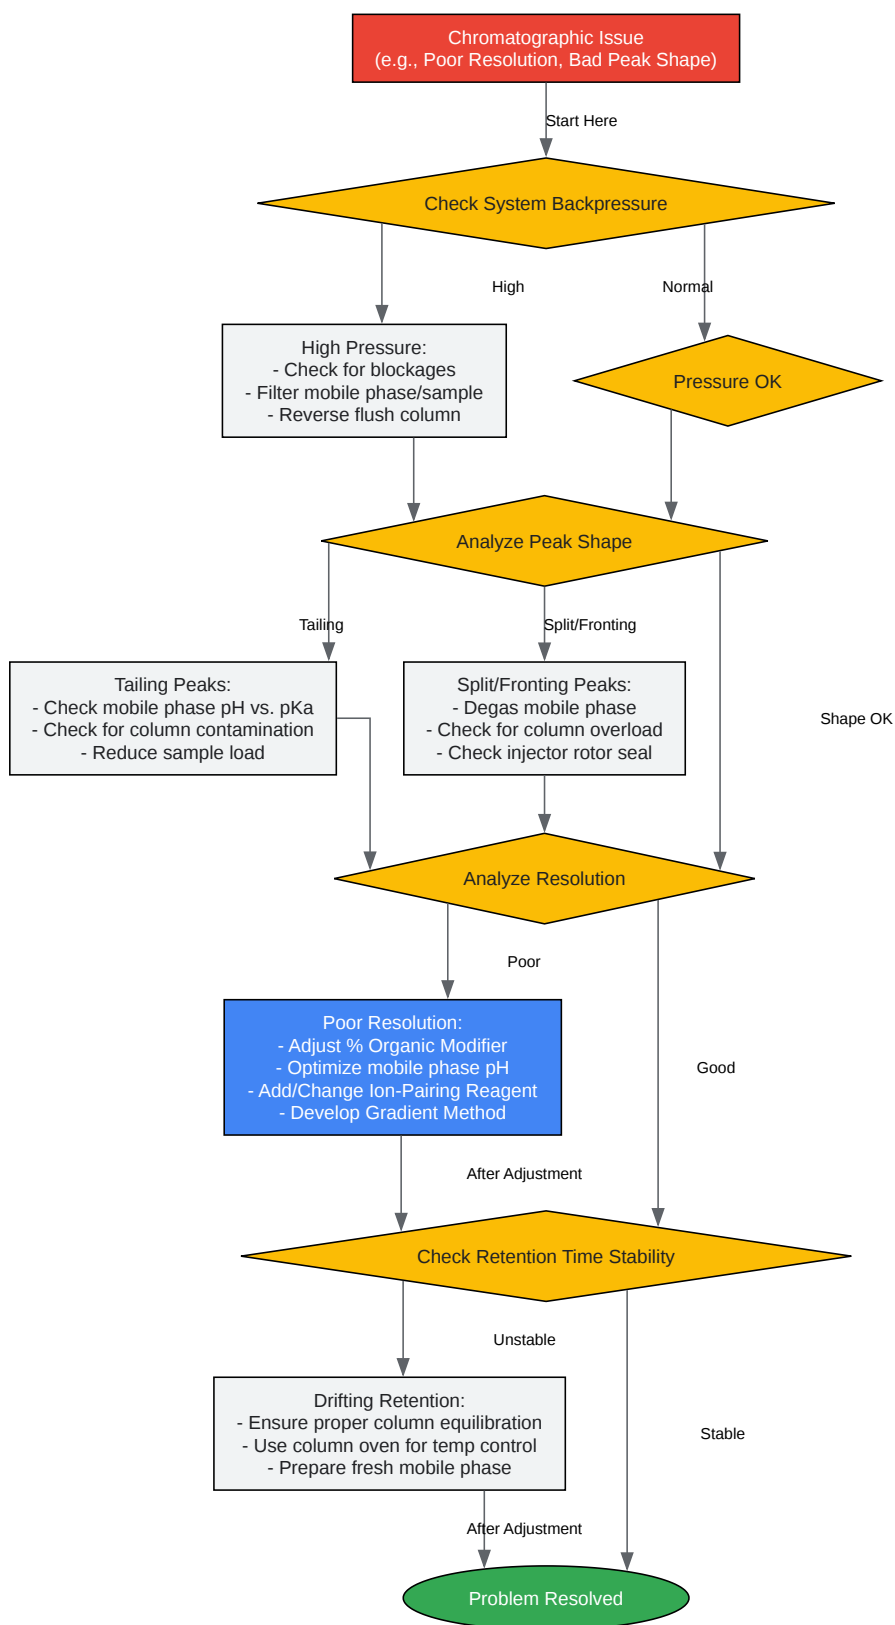 Chromatographic Issue
(e.g., Poor Resolution, Bad Peak Shape)
Start Here
Check System Backpressure
High
Normal
High Pressure:
- Check for blockages
- Filter mobile phase/sample
- Reverse flush column
Pressure OK
Analyze Peak Shape
Tailing
Split/Fronting
Tailing Peaks:
- Check mobile phase pH vs. pKa
- Check for column contamination
- Reduce sample load
Split/Fronting Peaks:
- Degas mobile phase
- Check for column overload
- Check injector rotor seal
Shape OK
Analyze Resolution
Poor
Poor Resolution:
- Adjust % Organic Modifier
- Optimize mobile phase pH
- Add/Change Ion-Pairing Reagent
- Develop Gradient Method
Good
After Adjustment
Check Retention Time Stability
Unstable
Drifting Retention:
- Ensure proper column equilibration
- Use column oven for temp control
- Prepare fresh mobile phase
Stable
After Adjustment
Problem Resolved